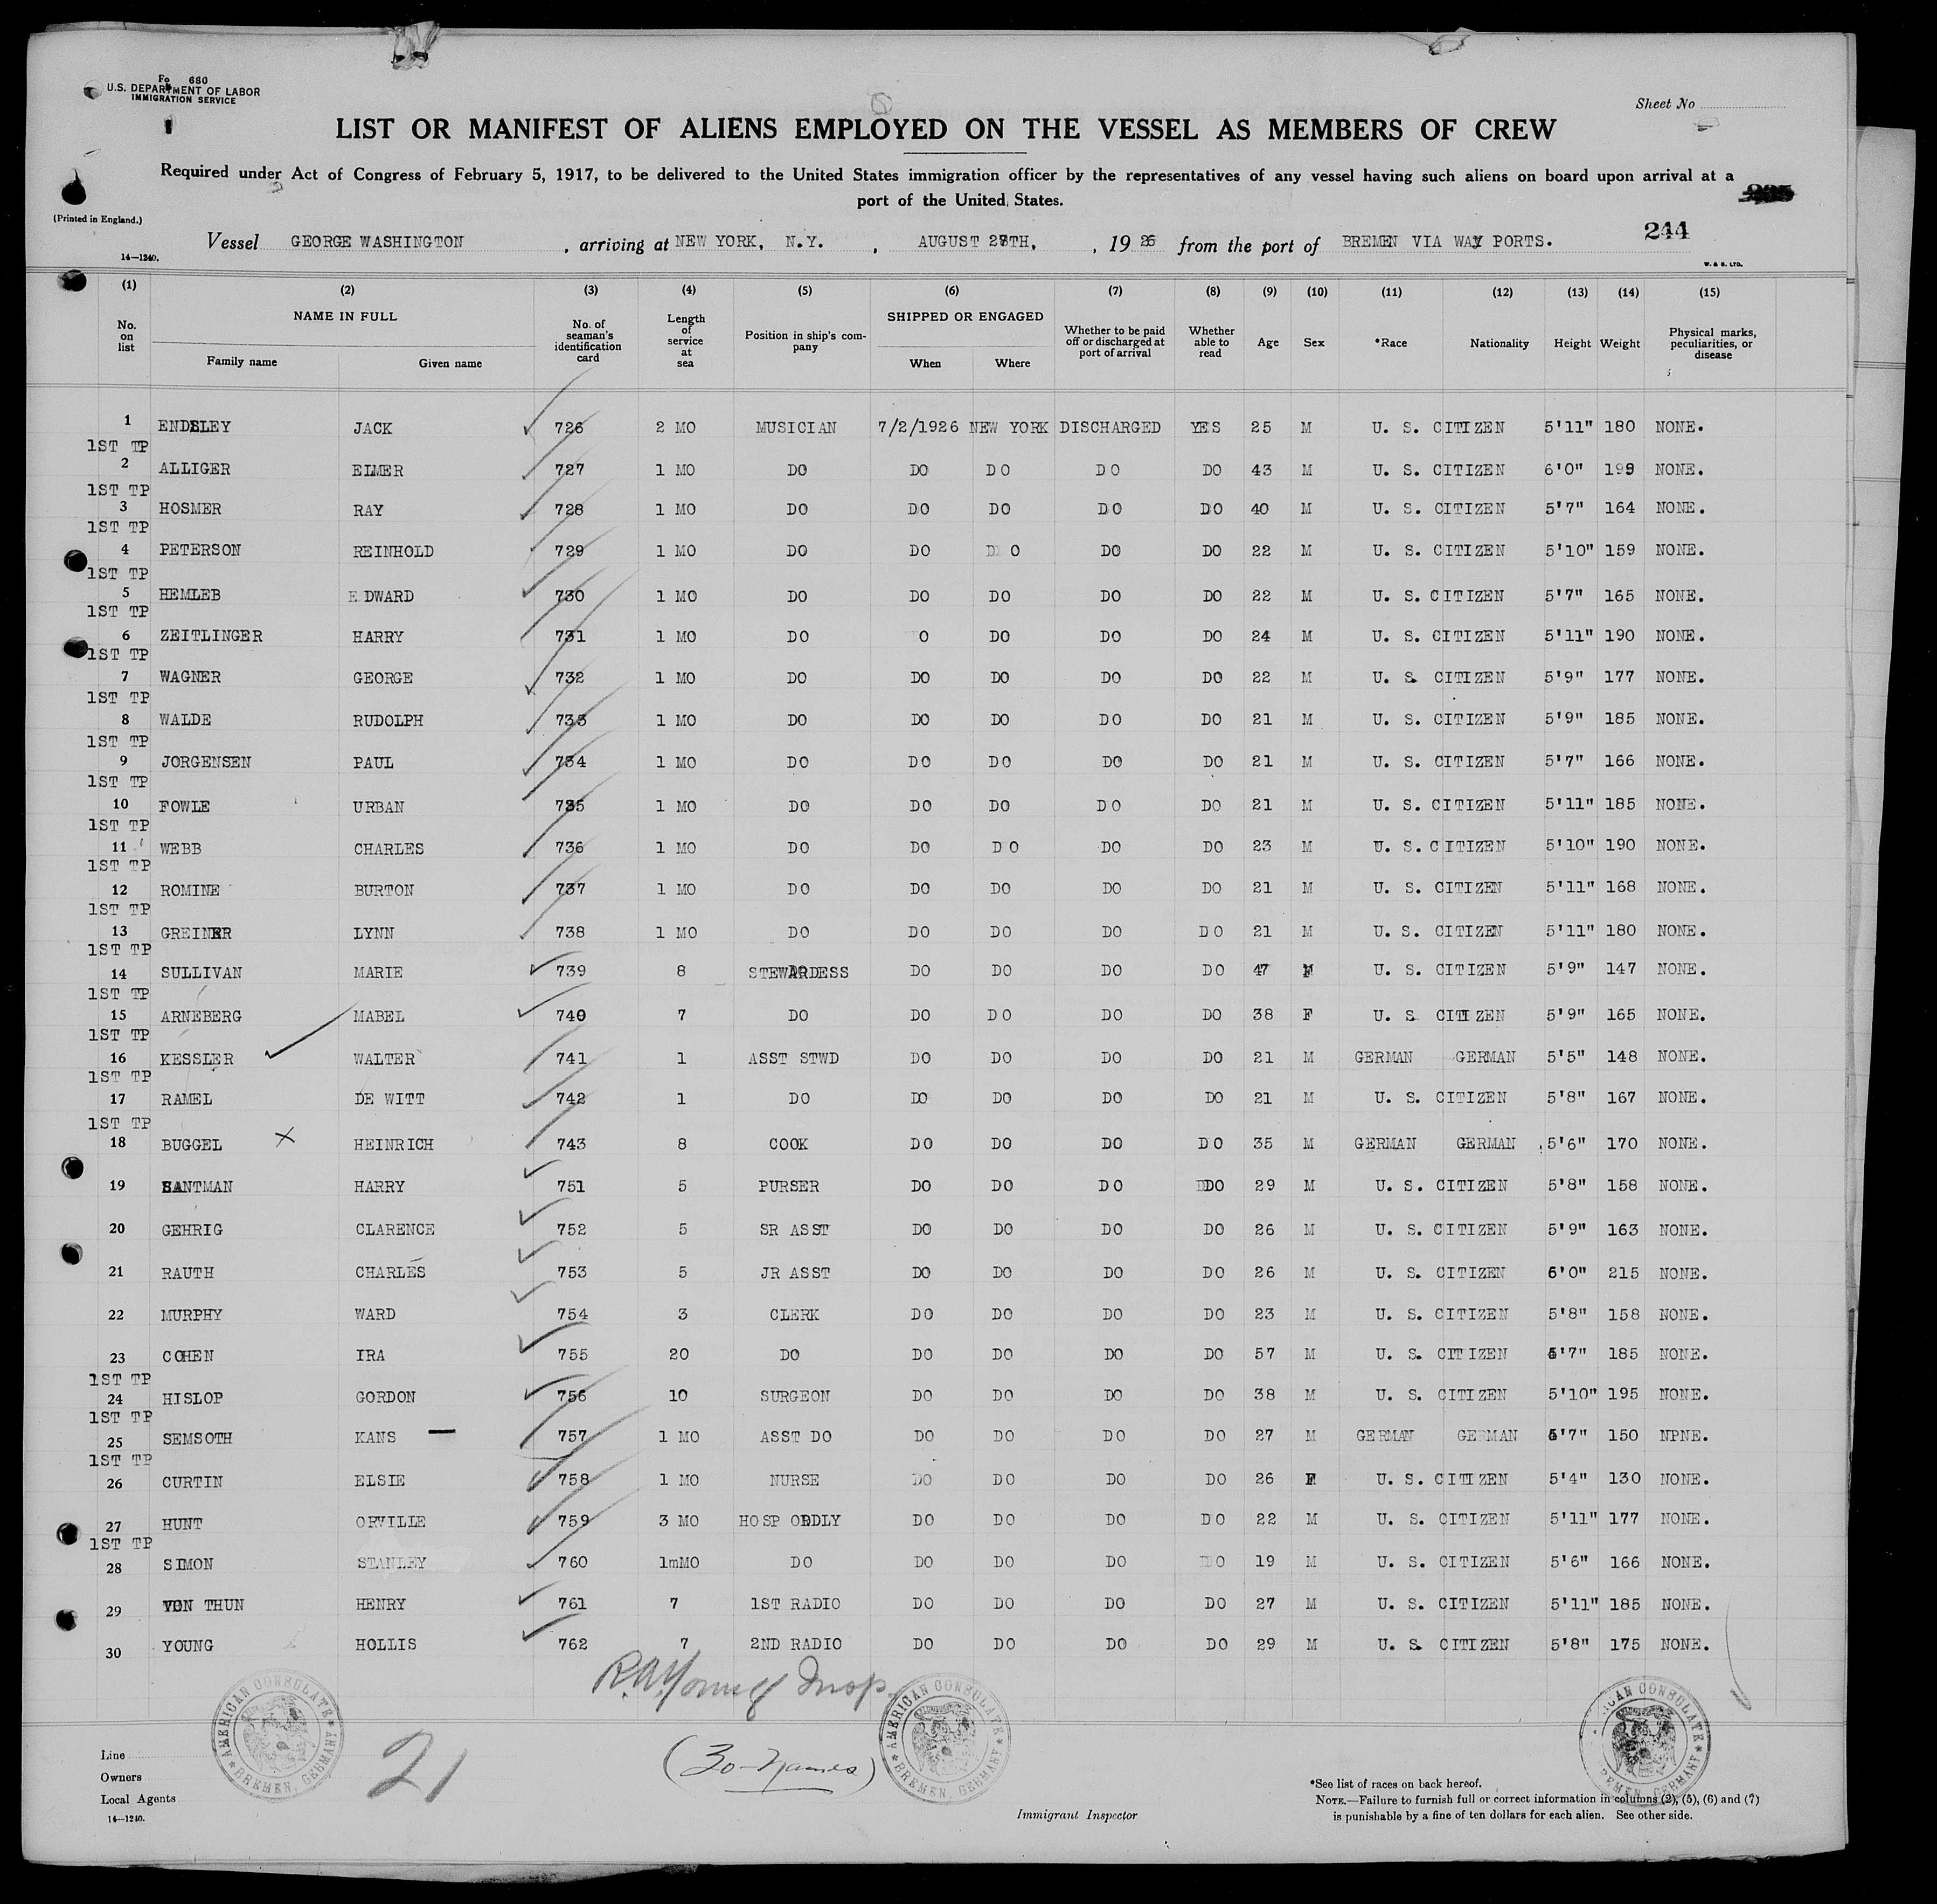 Fo 680
U.S. DEPARTMENT OF LABOR
IMMIGRATION SERVICE
Sheet No
LIST OR MANIFEST OF ALIENS EMPLOYED ON THE VESSEL AS MEMBERS OF CREW
Required under Act of Congress of February 5, 1917, to be delivered to the United States immigration officer by the representatives of any vessel having such aliens on board upon arrival at a
port of the United States.
(Printed in England.)
244
Vessel GEORGE WASHINGTON , arriving at NEW YORK, N.Y. , AUGUST 28TH, , 19 26 from the port of BREMEN VIA WAY PORTS.
14—1240.
W. & S. LTD.
(1) (2) (3) (4) (5) (6) (7) (8) (9) (10) (11) (12) (13) (14) (15)
No. on list NAME IN FULL Family name Given name No. of seaman's identification card Length of service at sea Position in ship's company SHIPPED OR ENGAGED When Where Whether to be paid off or discharged at port of arrival Whether able to read Age Sex *Race Nationality Height Weight Physical marks, peculiarities, or disease
1 ENDSLEY JACK 726 2 MO MUSICIAN 7/2/1926 NEW YORK DISCHARGED YES 25 M U. S. CITIZEN 5'11" 180 NONE.
1ST TP
2 ALLIGER ELMER 727 1 MO DO DO DO DO DO 43 M U. S. CITIZEN 6'0" 199 NONE.
1ST TP
3 HOSMER RAY 728 1 MO DO DO DO DO DO 40 M U. S. CITIZEN 5'7" 164 NONE.
1ST TP
4 PETERSON REINHOLD 729 1 MO DO DO DO DO DO 22 M U. S. CITIZEN 5'10" 159 NONE.
1ST TP
5 HEMLEB EDWARD 730 1 MO DO DO DO DO DO 22 M U. S. CITIZEN 5'7" 165 NONE.
1ST TP
6 ZEITLINGER HARRY 731 1 MO DO O DO DO DO 24 M U. S. CITIZEN 5'11" 190 NONE.
1ST TP
7 WAGNER GEORGE 732 1 MO DO DO DO DO DO 22 M U. S. CITIZEN 5'9" 177 NONE.
1ST TP
8 WALDE RUDOLPH 733 1 MO DO DO DO DO DO 21 M U. S. CITIZEN 5'9" 185 NONE.
1ST TP
9 JORGENSEN PAUL 734 1 MO DO DO DO DO DO 21 M U. S. CITIZEN 5'7" 166 NONE.
1ST TP
10 FOWLE URBAN 735 1 MO DO DO DO DO DO 21 M U. S. CITIZEN 5'11" 185 NONE.
1ST TP
11 WEBB CHARLES 736 1 MO DO DO DO DO DO 23 M U. S. CITIZEN 5'10" 190 NONE.
1ST TP
12 ROMINE BURTON 737 1 MO DO DO DO DO DO 21 M U. S. CITIZEN 5'11" 168 NONE.
1ST TP
13 GREINER LYNN 738 1 MO DO DO DO DO DO 21 M U. S. CITIZEN 5'11" 180 NONE.
1ST TP
14 SULLIVAN MARIE 739 8 STEWARDESS DO DO DO DO 47 F U. S. CITIZEN 5'9" 147 NONE.
1ST TP
15 ARNEBERG MABEL 740 7 DO DO DO DO DO 38 F U. S. CITIZEN 5'9" 165 NONE.
1ST TP
16 KESSLER WALTER 741 1 ASST STWD DO DO DO DO 21 M GERMAN GERMAN 5'5" 148 NONE.
1ST TP
17 RAMEL DE WITT 742 1 DO DO DO DO DO 21 M U. S. CITIZEN 5'8" 167 NONE.
1ST TP
18 BUGGEL HEINRICH 743 8 COOK DO DO DO DO 35 M GERMAN GERMAN 5'6" 170 NONE.
19 SANTMAN HARRY 751 5 PURSER DO DO DO DO 29 M U. S. CITIZEN 5'8" 158 NONE.
20 GEHRIG CLARENCE 752 5 SR ASST DO DO DO DO 26 M U. S. CITIZEN 5'9" 163 NONE.
21 RAUTH CHARLES 753 5 JR ASST DO DO DO DO 26 M U. S. CITIZEN 6'0" 215 NONE.
22 MURPHY WARD 754 3 CLERK DO DO DO DO 23 M U. S. CITIZEN 5'8" 158 NONE.
23 COHEN IRA 755 20 DO DO DO DO DO 57 M U. S. CITIZEN 5'7" 185 NONE.
1ST TP
24 HISLOP GORDON 756 10 SURGEON DO DO DO DO 38 M U. S. CITIZEN 5'10" 195 NONE.
1ST TP
25 SEMSOTH KANS 757 1 MO ASST DO DO DO DO DO 27 M GERMAN GERMAN 5'7" 150 NPNE.
1ST TP
26 CURTIN ELSIE 758 1 MO NURSE DO DO DO DO 26 F U. S. CITIZEN 5'4" 130 NONE.
27 HUNT ORVILLE 759 3 MO HOSP ORDLY DO DO DO DO 22 M U. S. CITIZEN 5'11" 177 NONE.
1ST TP
28 SIMON STANLEY 760 1mMO DO DO DO DO DO 19 M U. S. CITIZEN 5'6" 166 NONE.
29 VON THUN HENRY 761 7 1ST RADIO DO DO DO DO 27 M U. S. CITIZEN 5'11" 185 NONE.
30 YOUNG HOLLIS 762 7 2ND RADIO DO DO DO DO 29 M U. S. CITIZEN 5'8" 175 NONE.
R.A. Young Insp.
AMERICAN CONSULATE BREMEN, GERMANY
AMERICAN CONSULATE BREMEN, GERMANY
AMERICAN CONSULATE BREMEN, GERMANY
21
(30-Names)
Line
Owners
Local Agents
14—1240.
Immigrant Inspector
*See list of races on back hereof.
NOTE.—Failure to furnish full or correct information in columns (2), (5), (6) and (7)
is punishable by a fine of ten dollars for each alien. See other side.